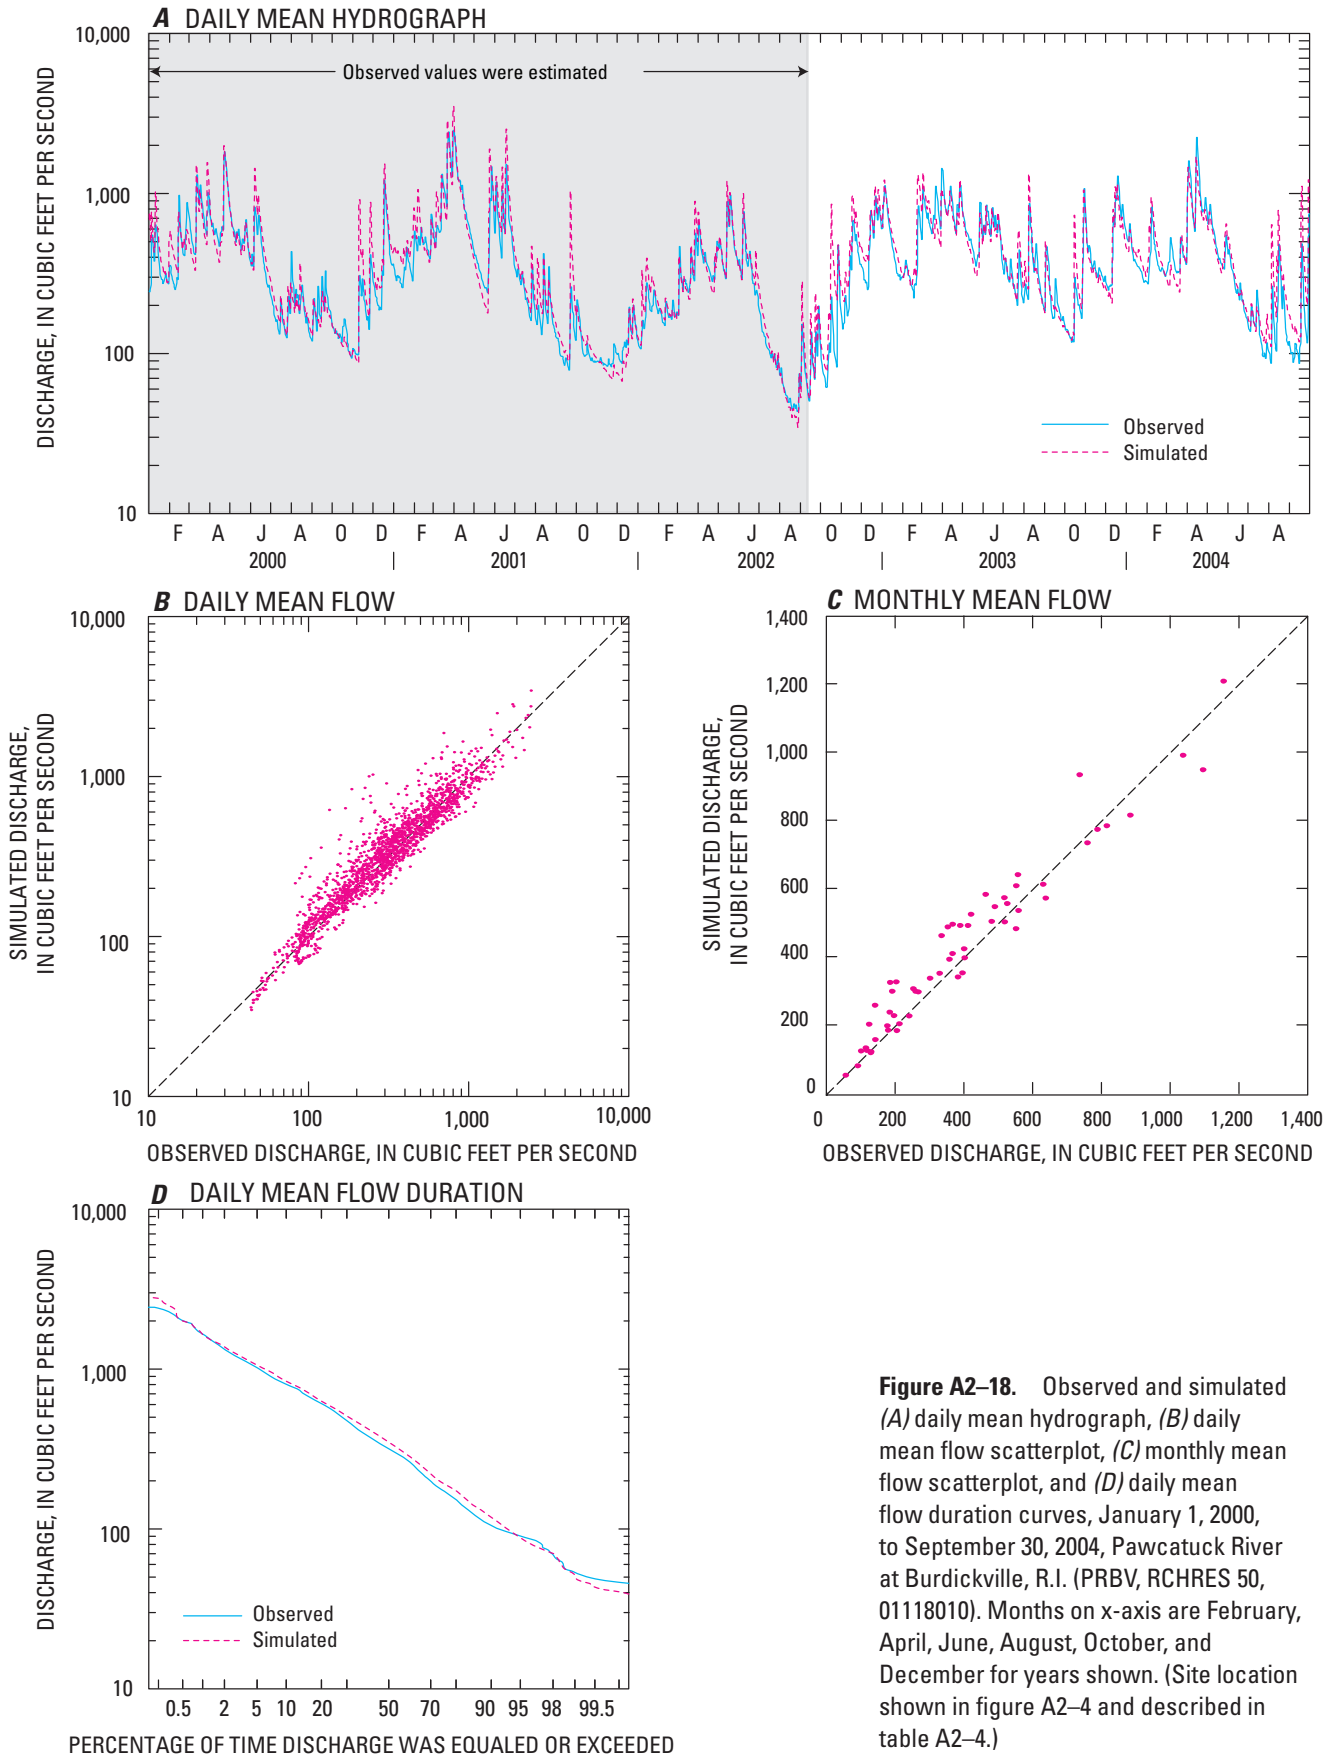 A DAILY MEAN HYDROGRAPH
10,000
1,000
100
10
DISCHARGE, IN CUBIC FEET PER SECOND
Observed values were estimated
Observed
Simulated
F A J A O D F A J A O D F A J A O D F A J A O D F A J A
2000 | 2001 | 2002 | 2003 | 2004
B DAILY MEAN FLOW
10,000
1,000
100
10
SIMULATED DISCHARGE,
IN CUBIC FEET PER SECOND
10 100 1,000 10,000
OBSERVED DISCHARGE, IN CUBIC FEET PER SECOND
C MONTHLY MEAN FLOW
1,400
1,200
1,000
800
600
400
200
0
SIMULATED DISCHARGE,
IN CUBIC FEET PER SECOND
0 200 400 600 800 1,000 1,200 1,400
OBSERVED DISCHARGE, IN CUBIC FEET PER SECOND
D DAILY MEAN FLOW DURATION
10,000
1,000
100
10
DISCHARGE, IN CUBIC FEET PER SECOND
Observed
Simulated
0.5 2 5 10 20 50 70 90 95 98 99.5
PERCENTAGE OF TIME DISCHARGE WAS EQUALED OR EXCEEDED
Figure A2–18. Observed and simulated
(A) daily mean hydrograph, (B) daily
mean flow scatterplot, (C) monthly mean
flow scatterplot, and (D) daily mean
flow duration curves, January 1, 2000,
to September 30, 2004, Pawcatuck River
at Burdickville, R.I. (PRBV, RCHRES 50,
01118010). Months on x-axis are February,
April, June, August, October, and
December for years shown. (Site location
shown in figure A2–4 and described in
table A2–4.)